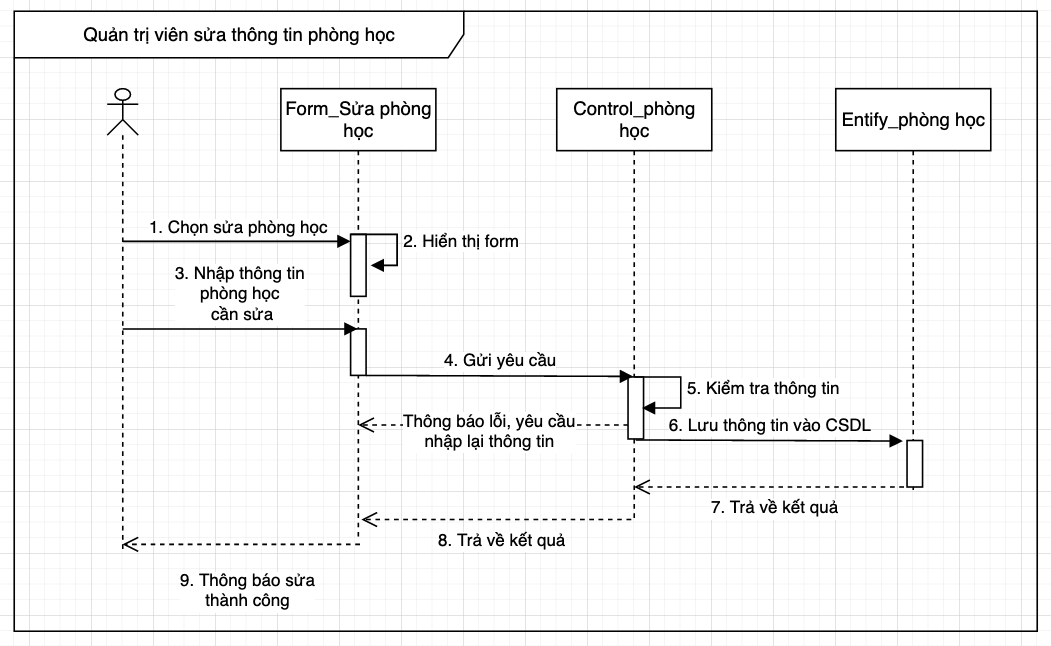 Quản trị viên sửa thông tin phòng học
Form_Sửa phòng
học
Control_phòng
học
Entify_phòng học
1. Chọn sửa phòng học
2. Hiển thị form
3. Nhập thông tin
phòng học
cần sửa
4. Gửi yêu cầu
5. Kiểm tra thông tin
Thông báo lỗi, yêu cầu
nhập lại thông tin
6. Lưu thông tin vào CSDL
7. Trả về kết quả
8. Trả về kết quả
9. Thông báo sửa
thành công